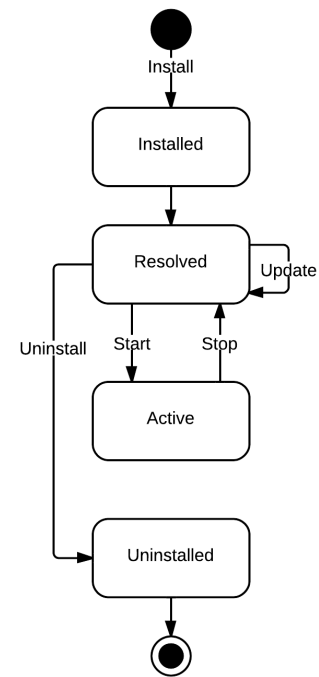 Install
Installed
Resolved
Update
Uninstall
Start
Stop
Active
Uninstalled